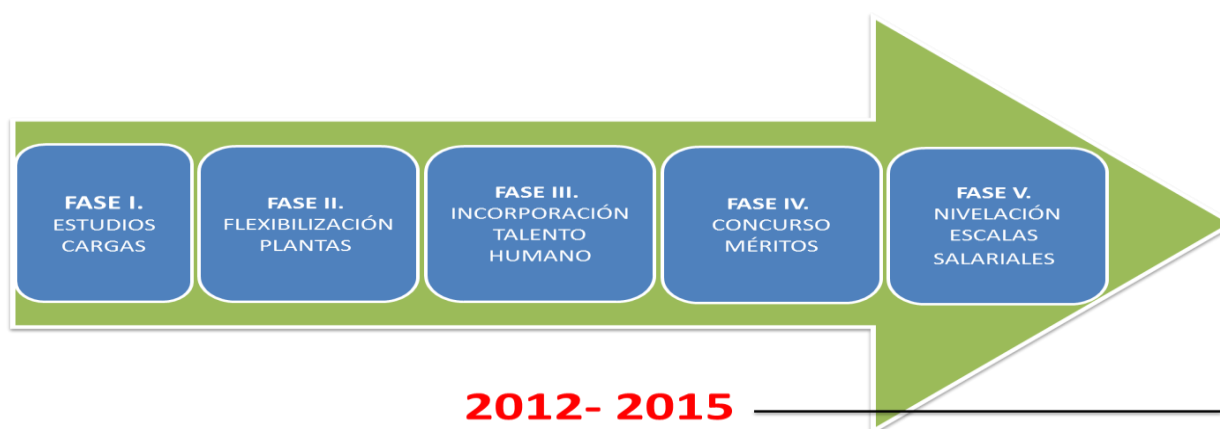 FASE I.
ESTUDIOS
CARGAS
FASE II.
FLEXIBILIZACIÓN
PLANTAS
FASE III.
INCORPORACIÓN
TALENTO
HUMANO
FASE IV.
CONCURSO
MÉRITOS
FASE V.
NIVELACIÓN
ESCALAS
SALARIALES
2012- 2015